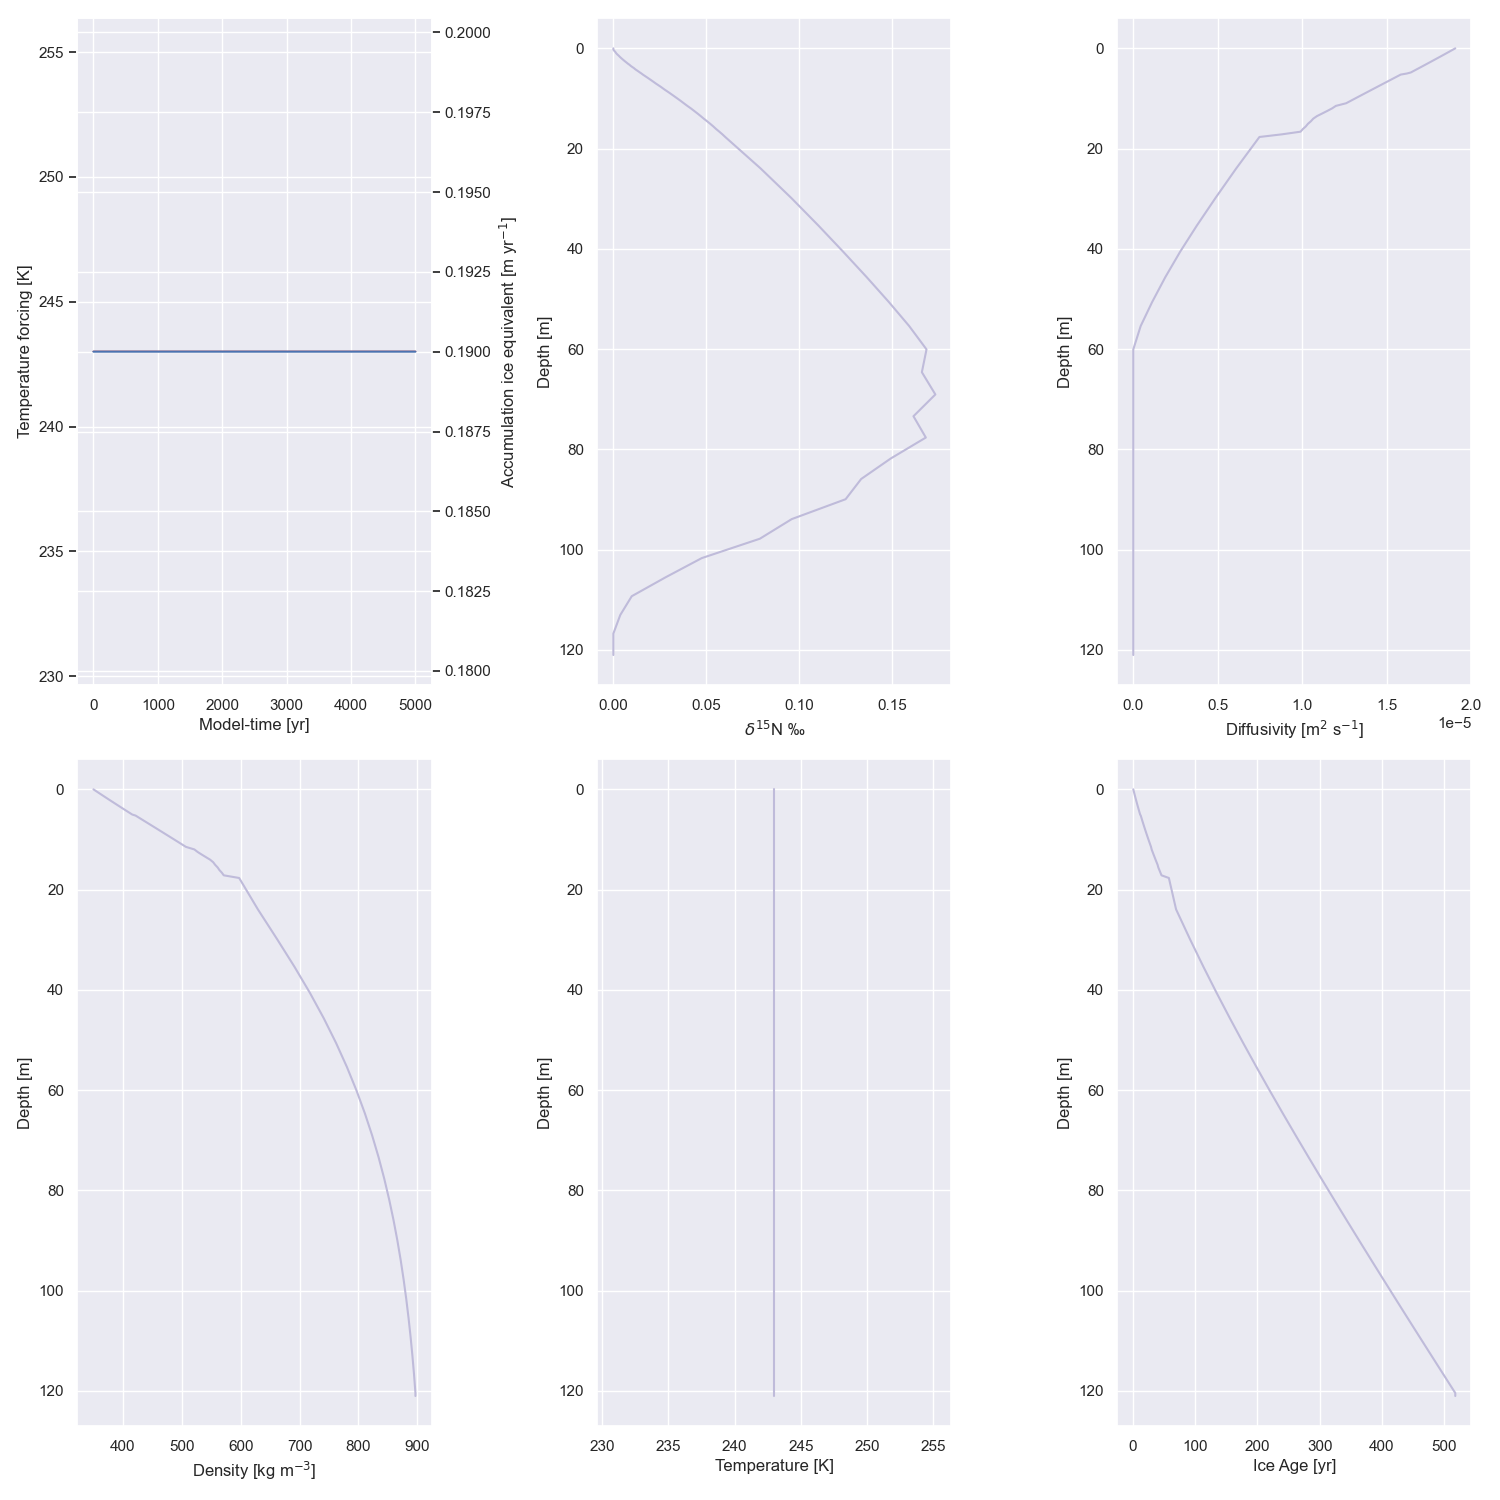 Temperature forcing [K]
255
250
245
240
235
230
0 1000 2000 3000 4000 5000
Model-time [yr]
0.2000
0.1975
0.1950
0.1925
0.1900
0.1875
0.1850
0.1825
0.1800
Accumulation ice equivalent [m yr⁻¹]
Depth [m]
0
20
40
60
80
100
120
0.00 0.05 0.10 0.15
δ¹⁵N ‰
Depth [m]
0
20
40
60
80
100
120
0.0 0.5 1.0 1.5 2.0
1e−5
Diffusivity [m² s⁻¹]
Depth [m]
0
20
40
60
80
100
120
400 500 600 700 800 900
Density [kg m⁻³]
Depth [m]
0
20
40
60
80
100
120
230 235 240 245 250 255
Temperature [K]
Depth [m]
0
20
40
60
80
100
120
0 100 200 300 400 500
Ice Age [yr]